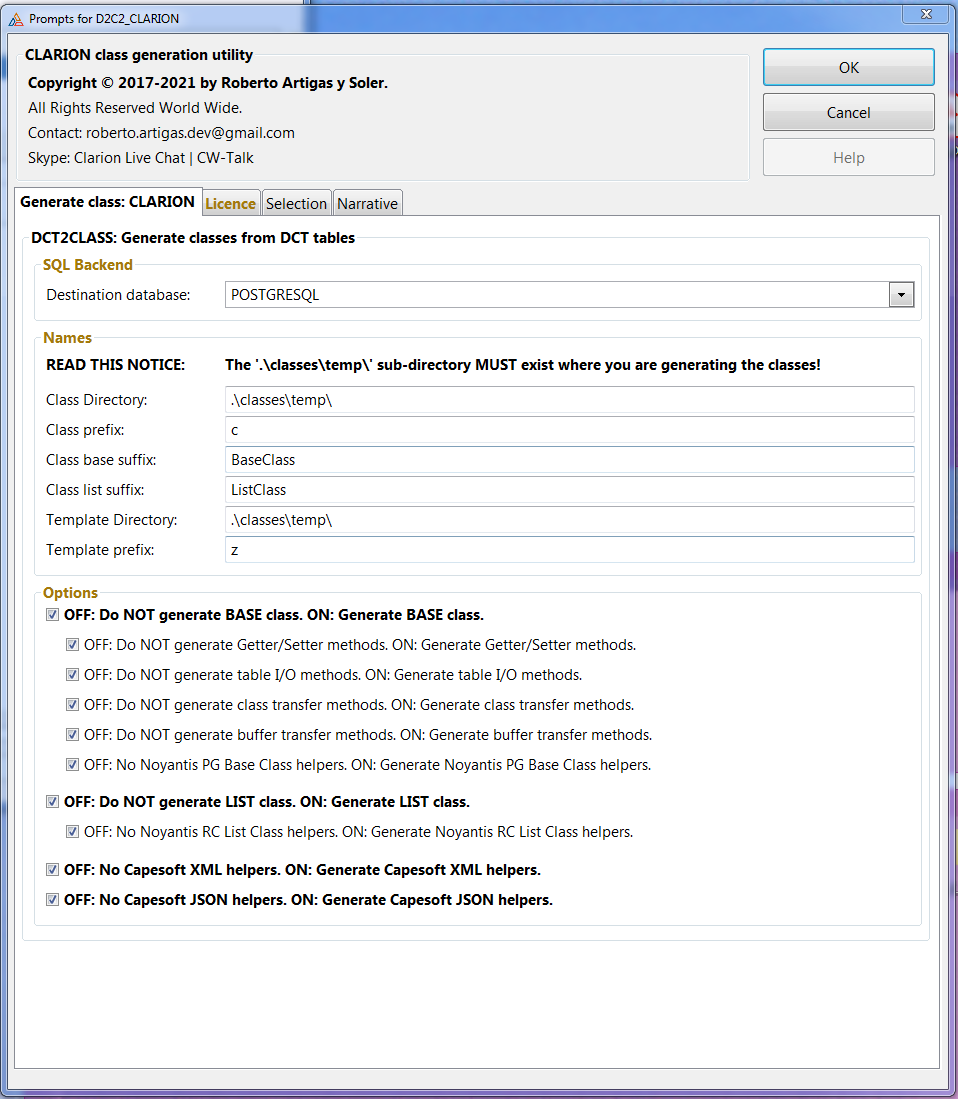 Prompts for D2C2_CLARION
CLARION class generation utility
Copyright © 2017-2021 by Roberto Artigas y Soler.
All Rights Reserved World Wide.
Contact: roberto.artigas.dev@gmail.com
Skype: Clarion Live Chat | CW-Talk
OK
Cancel
Help
Generate class: CLARION Licence Selection Narrative
DCT2CLASS: Generate classes from DCT tables
SQL Backend
Destination database: POSTGRESQL
Names
READ THIS NOTICE: The '.\classes\temp\' sub-directory MUST exist where you are generating the classes!
Class Directory: .\classes\temp\
Class prefix: c
Class base suffix: BaseClass
Class list suffix: ListClass
Template Directory: .\classes\temp\
Template prefix: z
Options
OFF: Do NOT generate BASE class. ON: Generate BASE class.
OFF: Do NOT generate Getter/Setter methods. ON: Generate Getter/Setter methods.
OFF: Do NOT generate table I/O methods. ON: Generate table I/O methods.
OFF: Do NOT generate class transfer methods. ON: Generate class transfer methods.
OFF: Do NOT generate buffer transfer methods. ON: Generate buffer transfer methods.
OFF: No Noyantis PG Base Class helpers. ON: Generate Noyantis PG Base Class helpers.
OFF: Do NOT generate LIST class. ON: Generate LIST class.
OFF: No Noyantis RC List Class helpers. ON: Generate Noyantis RC List Class helpers.
OFF: No Capesoft XML helpers. ON: Generate Capesoft XML helpers.
OFF: No Capesoft JSON helpers. ON: Generate Capesoft JSON helpers.